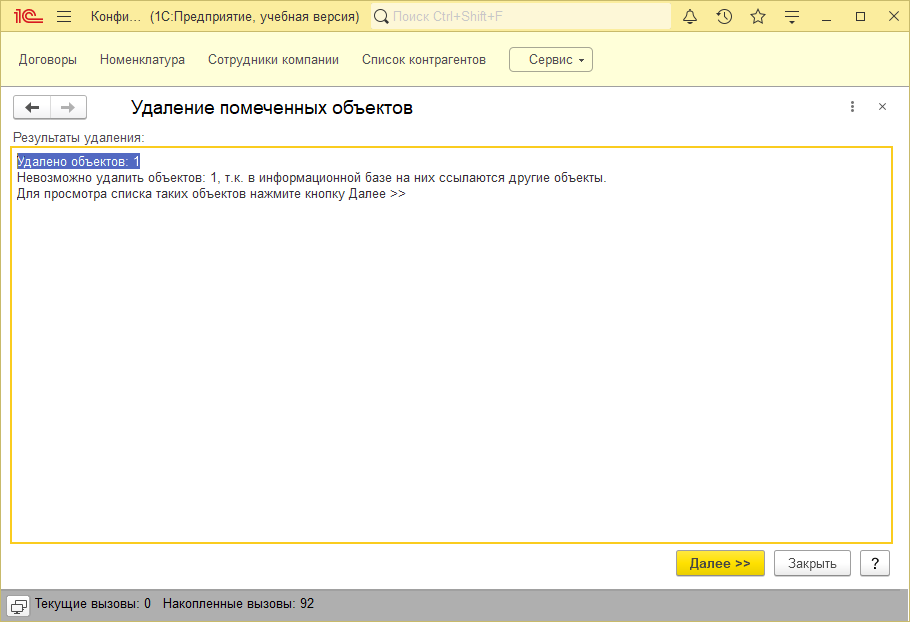 1С Конфи... (1С:Предприятие, учебная версия) Поиск Ctrl+Shift+F
Договоры Номенклатура Сотрудники компании Список контрагентов Сервис
Удаление помеченных объектов
Результаты удаления:
Удалено объектов: 1
Невозможно удалить объектов: 1, т.к. в информационной базе на них ссылаются другие объекты.
Для просмотра списка таких объектов нажмите кнопку Далее >>
Далее >> Закрыть ?
Текущие вызовы: 0 Накопленные вызовы: 92